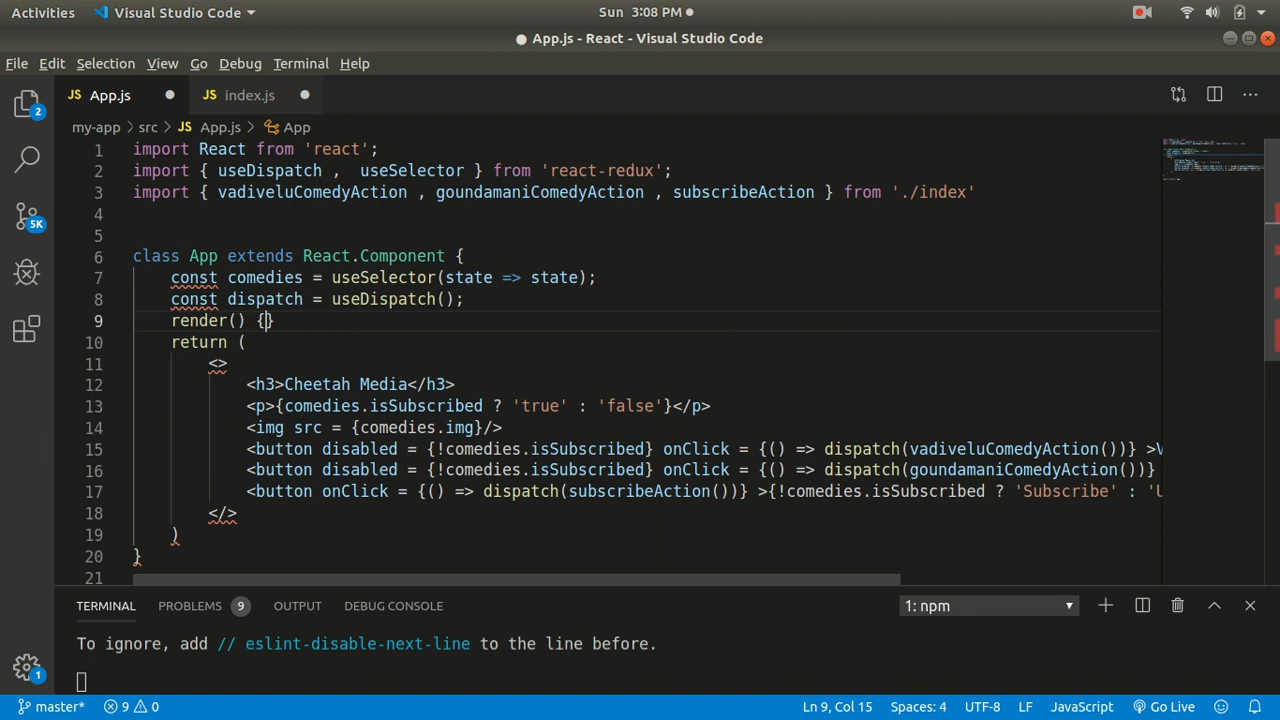 Activities Visual Studio Code Sun 3:08 PM
App.js - React - Visual Studio Code
File Edit Selection View Go Debug Terminal Help
JS App.js JS index.js
my-app > src > JS App.js > App
1 import React from 'react';
2 import { useDispatch , useSelector } from 'react-redux';
3 import { vadiveluComedyAction , goundamaniComedyAction , subscribeAction } from './index'
4
5
6 class App extends React.Component {
7 const comedies = useSelector(state => state);
8 const dispatch = useDispatch();
9 render() {}
10 return (
11 <>
12 <h3>Cheetah Media</h3>
13 <p>{comedies.isSubscribed ? 'true' : 'false'}</p>
14 <img src = {comedies.img}/>
15 <button disabled = {!comedies.isSubscribed} onClick = {() => dispatch(vadiveluComedyAction())} >V
16 <button disabled = {!comedies.isSubscribed} onClick = {() => dispatch(goundamaniComedyAction())}
17 <button onClick = {() => dispatch(subscribeAction())} >{!comedies.isSubscribed ? 'Subscribe' : 'U
18 </>
19 )
20 }
21
2
5K
1
TERMINAL PROBLEMS 9 OUTPUT DEBUG CONSOLE 1: npm
To ignore, add // eslint-disable-next-line to the line before.
master* 9 0 Ln 9, Col 15 Spaces: 4 UTF-8 LF JavaScript Go Live